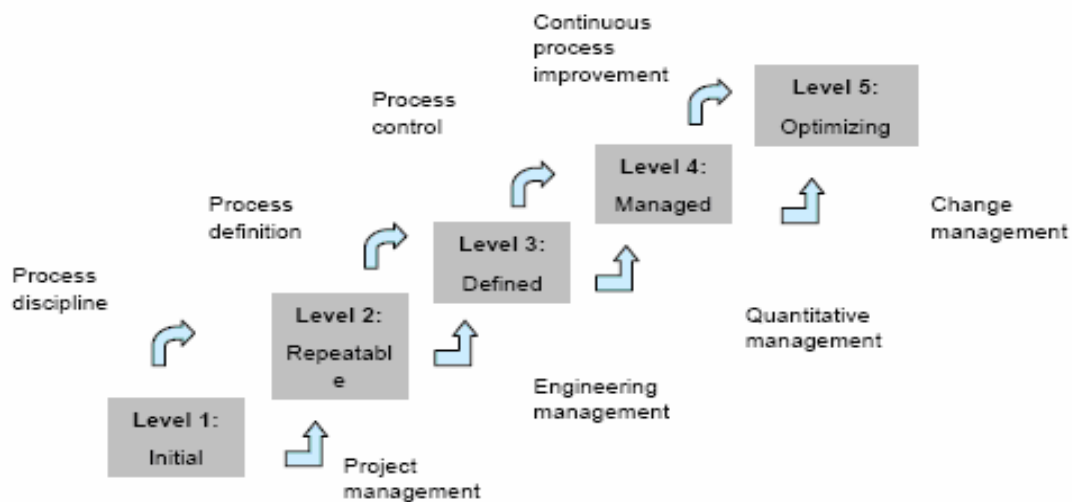 Continuous
process
improvement
Level 5:
Optimizing
Process
control
Level 4:
Managed
Change
management
Process
definition
Level 3:
Defined
Quantitative
management
Process
discipline
Level 2:
Repeatabl
e
Engineering
management
Level 1:
Initial
Project
management